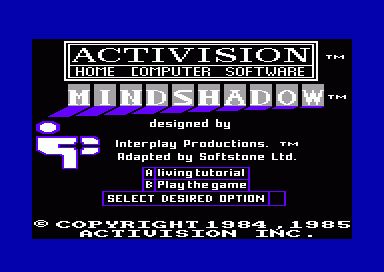 ACTIVISION ™
HOME COMPUTER SOFTWARE
MINDSHADOW ™
designed by
Interplay Productions. ™
Adapted by Softstone Ltd.
A living tutorial
B Play the game
SELECT DESIRED OPTION
© COPYRIGHT 1984,1985
ACTIVISION INC.